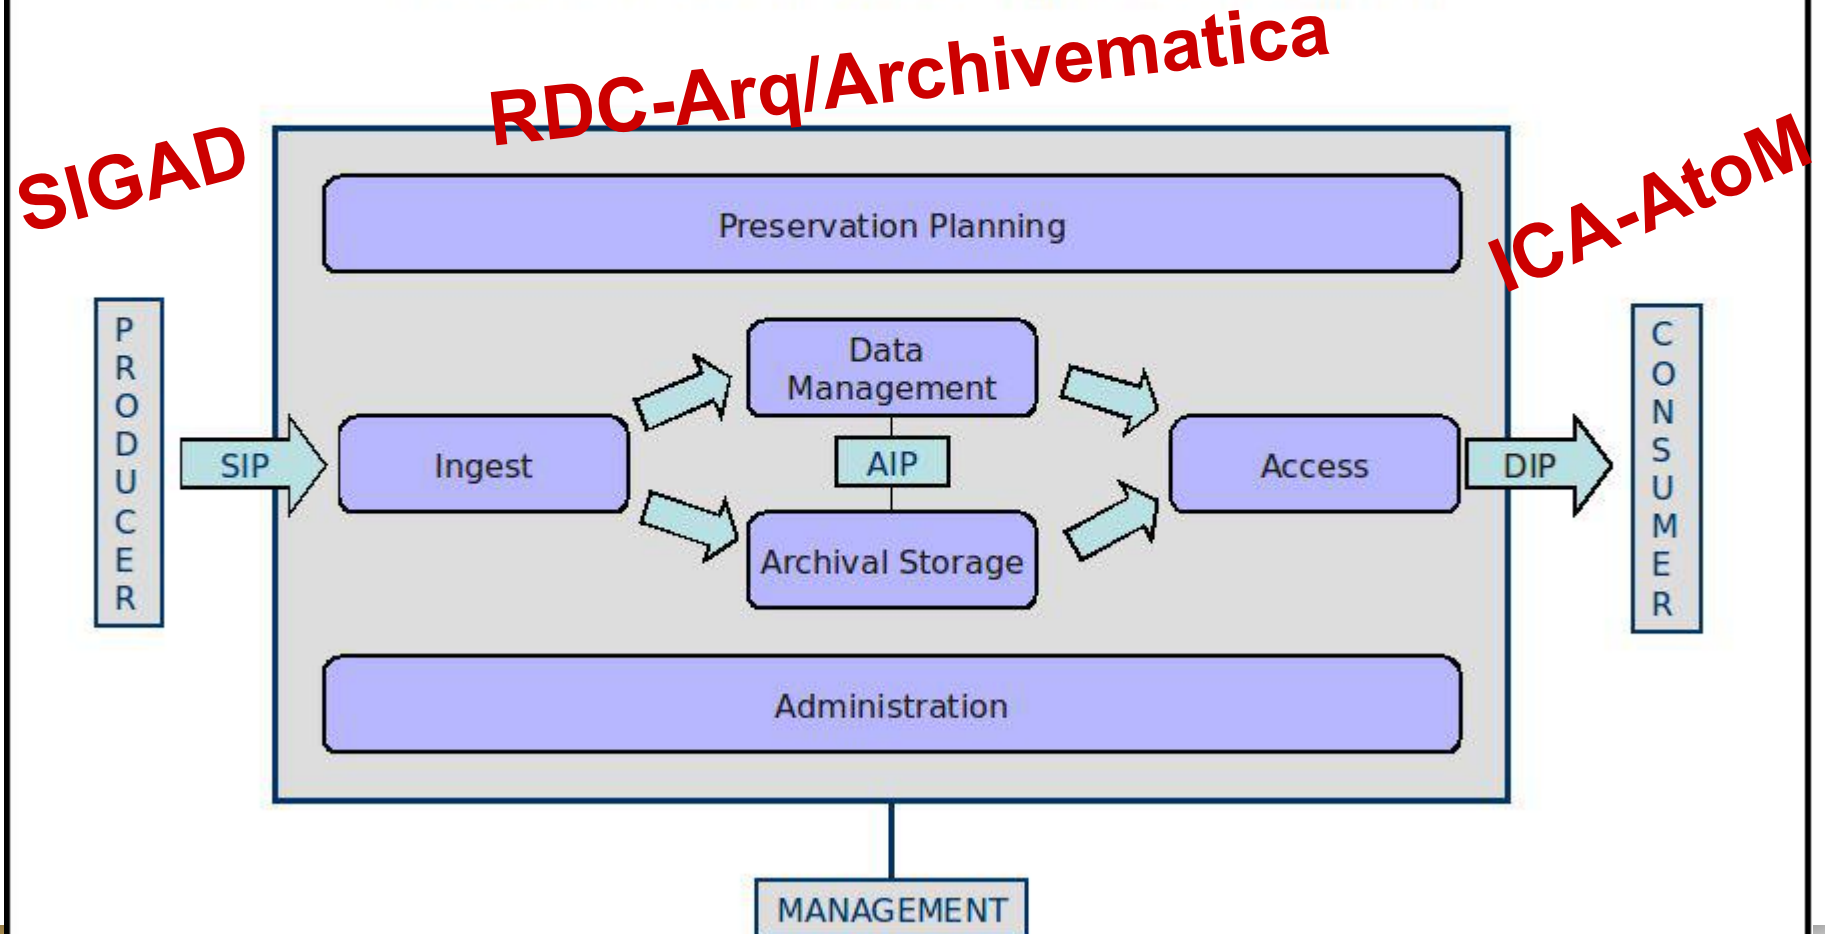 RDC-Arq/Archivematica
SIGAD
ICA-AtoM
Preservation Planning
PRODUCER
SIP
Ingest
Data
Management
AIP
Archival Storage
Access
DIP
CONSUMER
Administration
MANAGEMENT